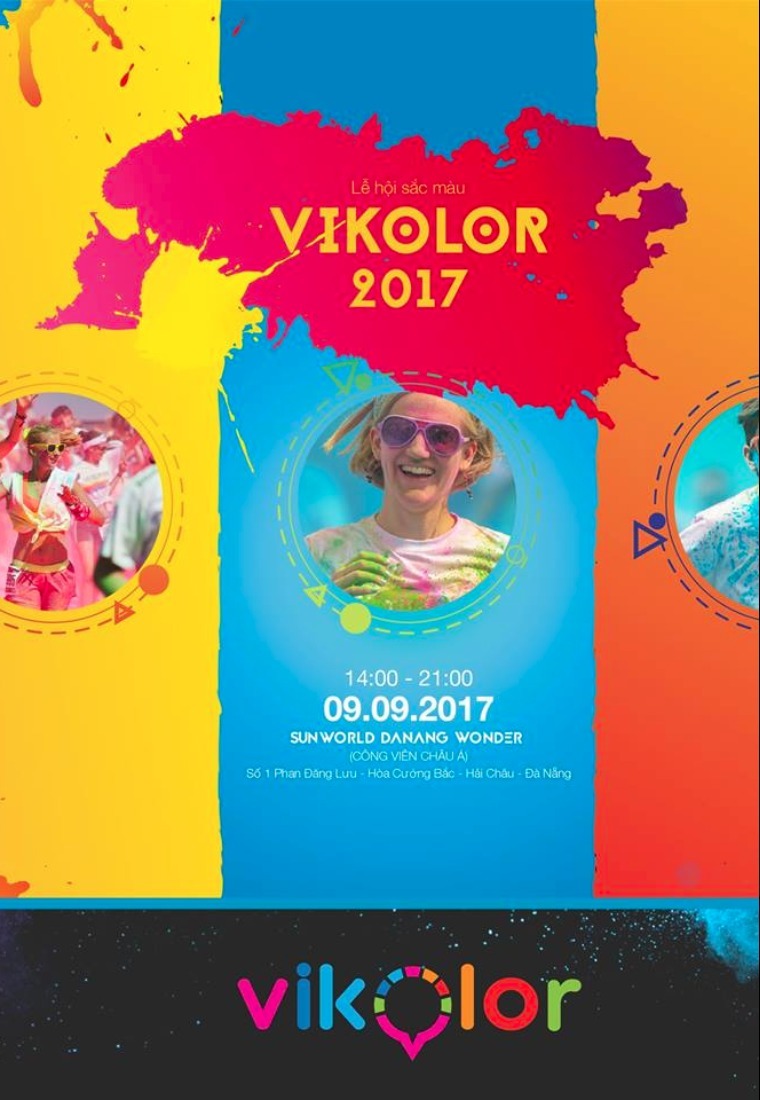 Lễ hội sắc màu
VIKOLOR
2017
14:00 - 21:00
09.09.2017
SUNWORLD DANANG WONDER
(CÔNG VIÊN CHÂU Á)
Số 1 Phan Đăng Lưu - Hòa Cường Bắc - Hải Châu - Đà Nẵng
vikolor